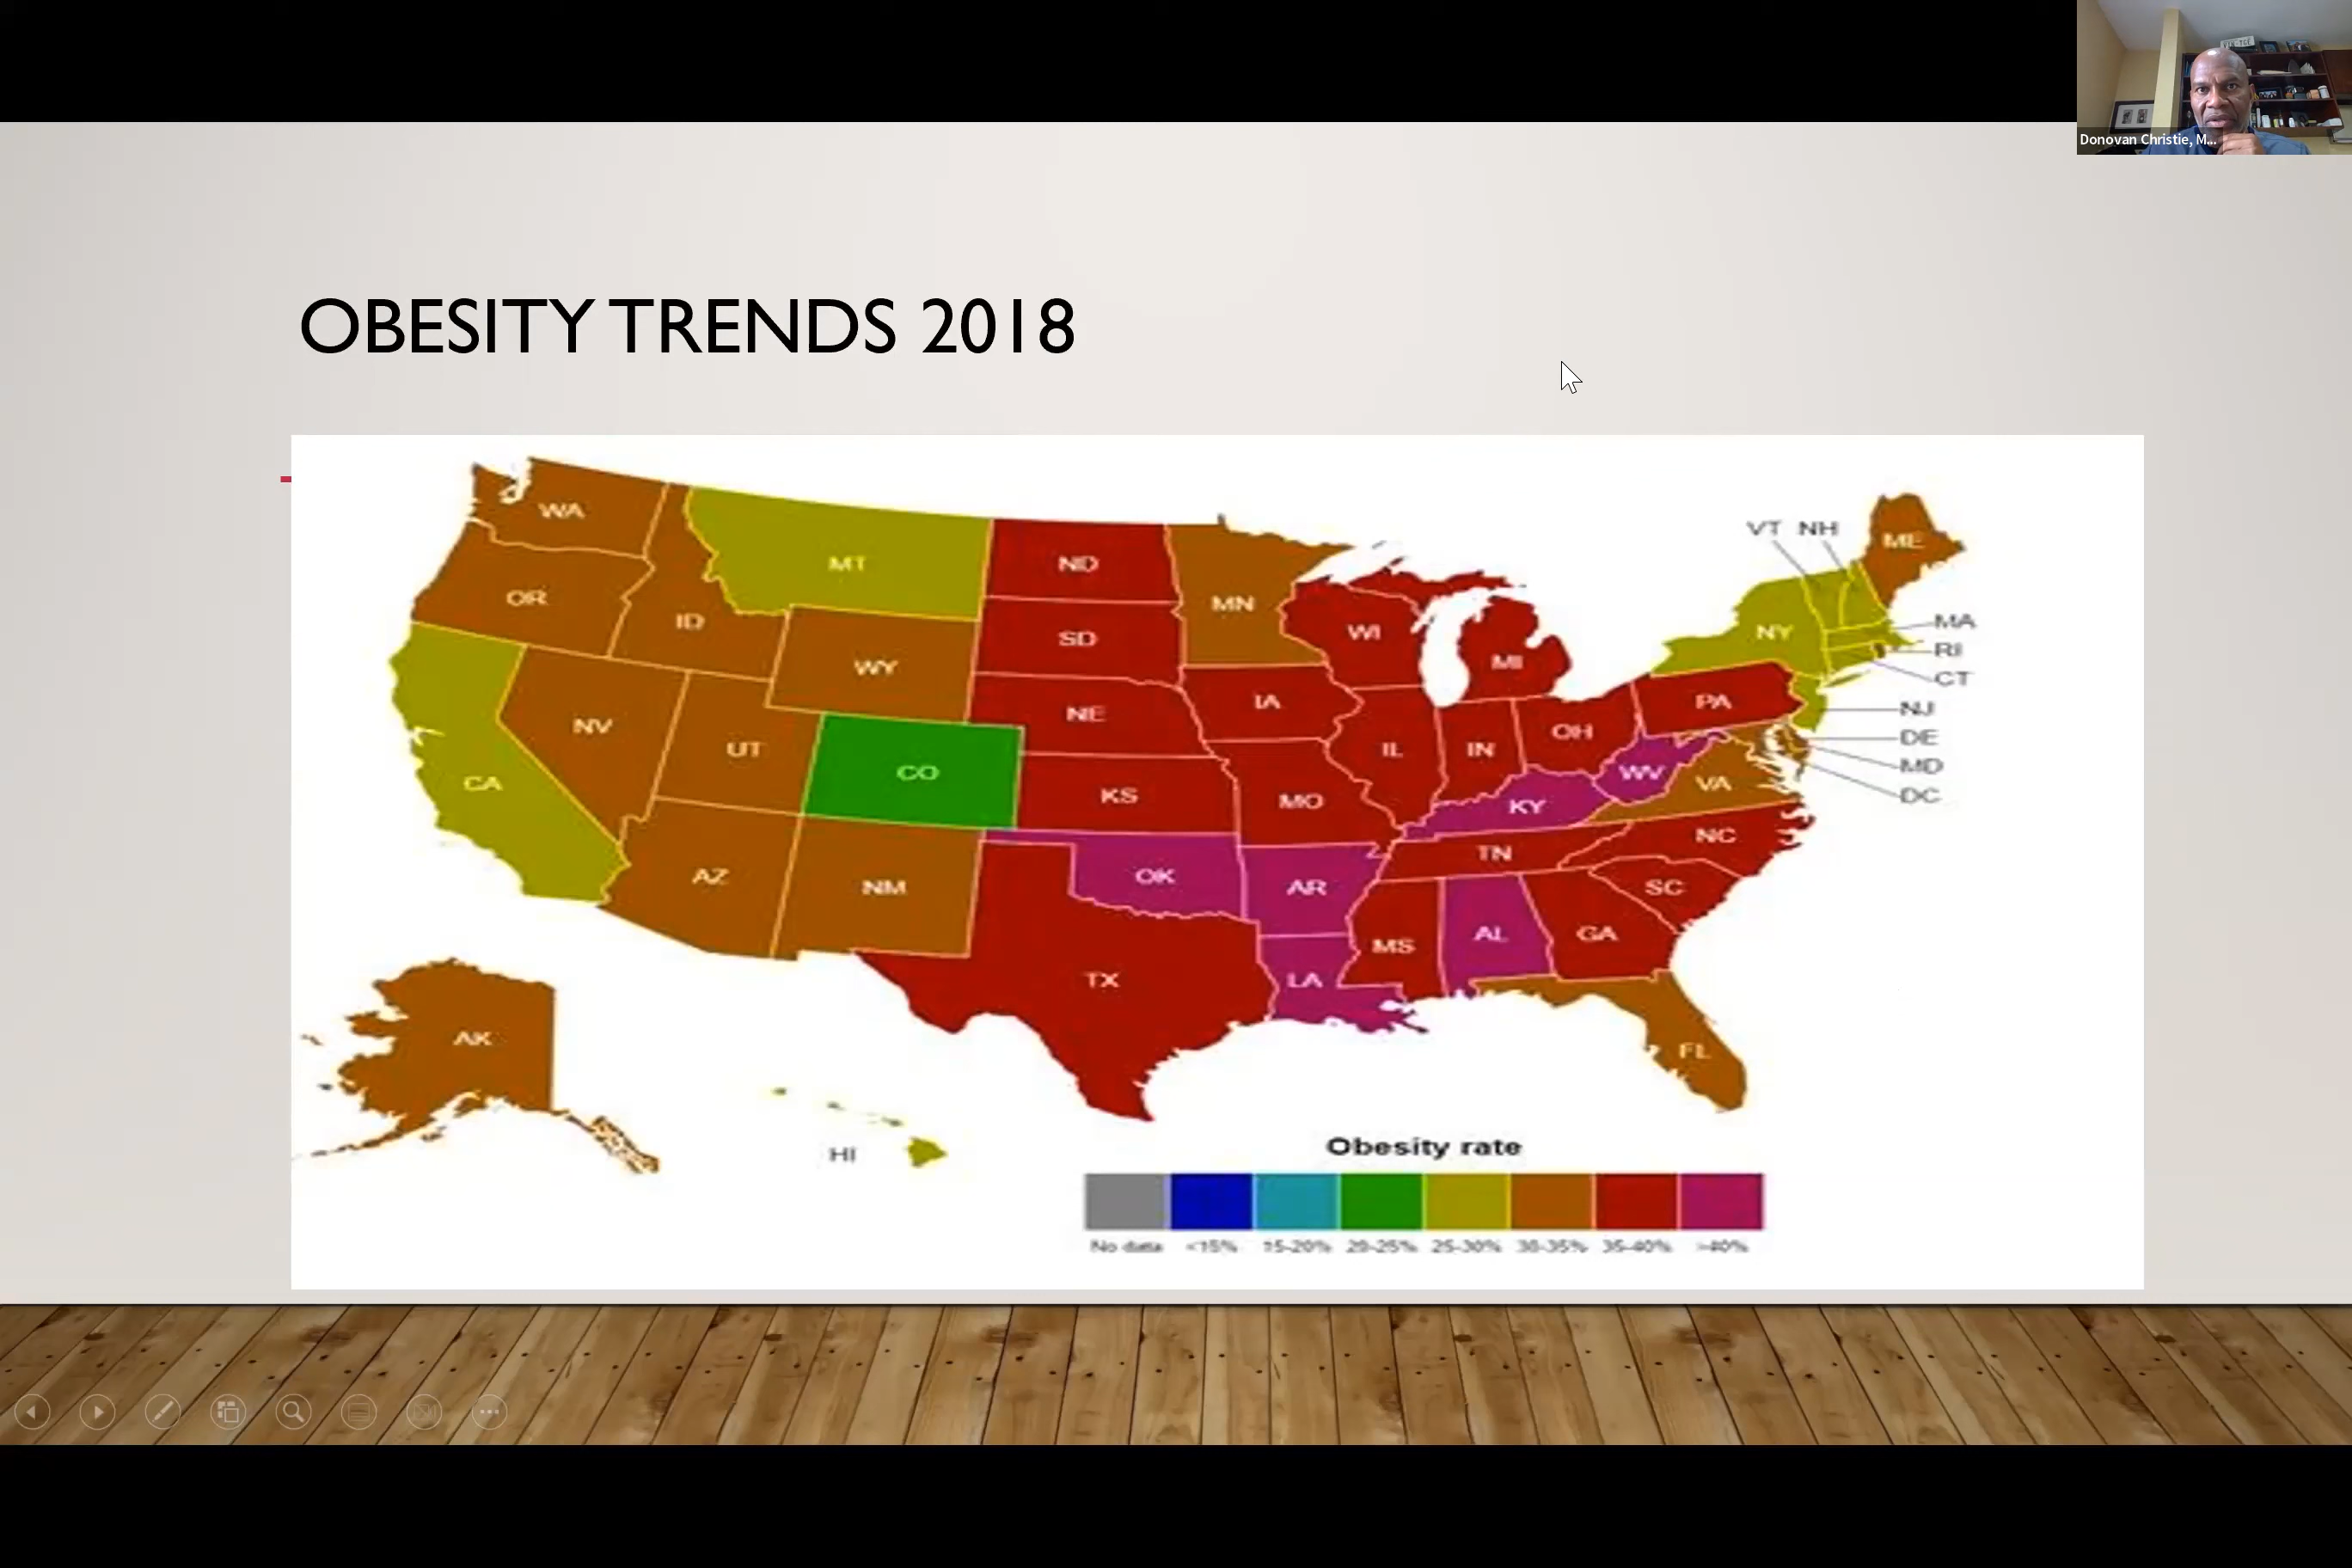 Donovan Christie, M...
OBESITY TRENDS 2018
WA
MT
ND
MN
VT NH
ME
OR
ID
SD
WI
NY
MA
WY
MI
RI
CT
NV
UT
CO
NE
IA
PA
NJ
CA
IL
IN
OH
DE
KS
MO
WV
VA
MD
KY
DC
AZ
NM
OK
AR
TN
NC
SC
TX
LA
MS
AL
GA
AK
FL
HI
Obesity rate
No data <15% 15-20% 20-25% 25-30% 30-35% 35-40% >40%